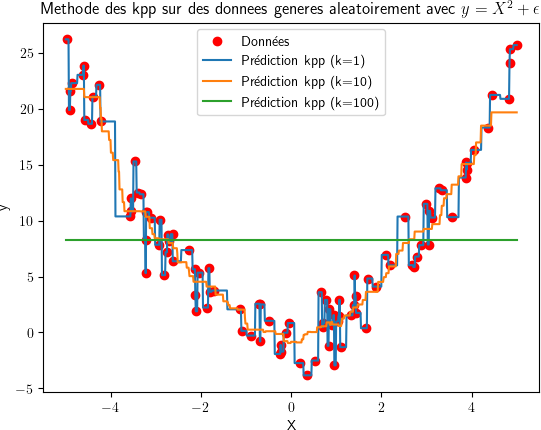 Methode des kpp sur des donnees generes aleatoirement avec y = X² + ϵ
Données
Prédiction kpp (k=1)
Prédiction kpp (k=10)
Prédiction kpp (k=100)
25
20
15
10
5
0
−5
y
−4 −2 0 2 4
X